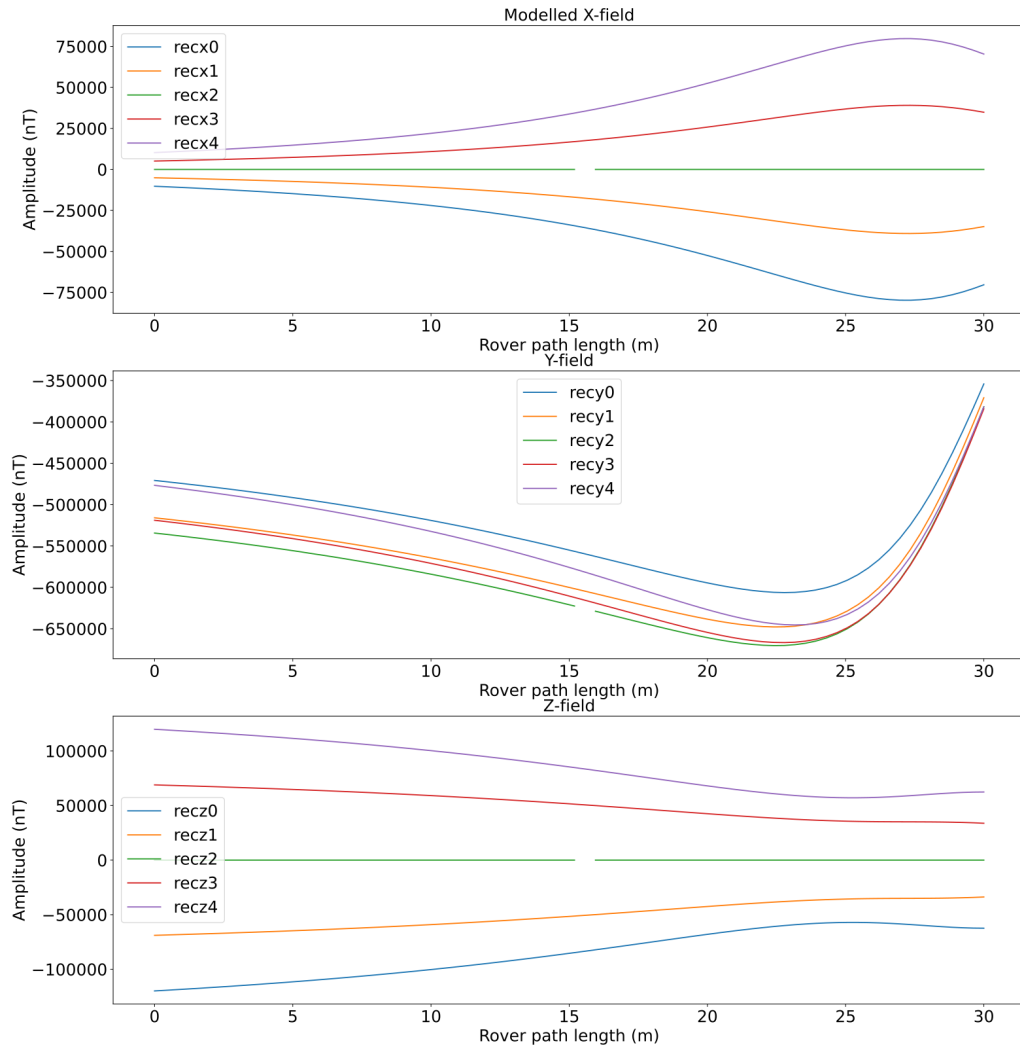 Modelled X-field
75000
50000
25000
0
−25000
−50000
−75000
Amplitude (nT)
recx0
recx1
recx2
recx3
recx4
0 5 10 15 20 25 30
Rover path length (m)
Y-field
−350000
−400000
−450000
−500000
−550000
−600000
−650000
Amplitude (nT)
recy0
recy1
recy2
recy3
recy4
0 5 10 15 20 25 30
Rover path length (m)
Z-field
100000
50000
0
−50000
−100000
Amplitude (nT)
recz0
recz1
recz2
recz3
recz4
0 5 10 15 20 25 30
Rover path length (m)